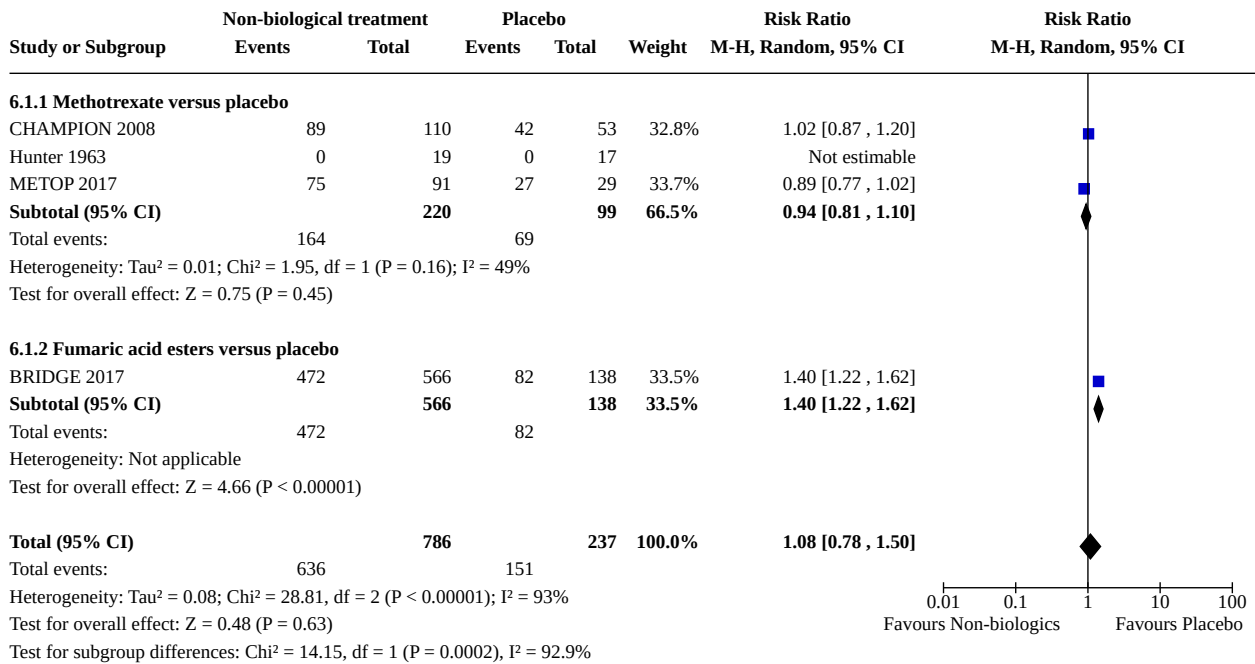 Non-biological treatment Placebo Risk Ratio Risk Ratio
Study or Subgroup Events Total Events Total Weight M-H, Random, 95% CI M-H, Random, 95% CI
6.1.1 Methotrexate versus placebo
CHAMPION 2008 89 110 42 53 32.8% 1.02 [0.87 , 1.20]
Hunter 1963 0 19 0 17 Not estimable
METOP 2017 75 91 27 29 33.7% 0.89 [0.77 , 1.02]
Subtotal (95% CI) 220 99 66.5% 0.94 [0.81 , 1.10]
Total events: 164 69
Heterogeneity: Tau² = 0.01; Chi² = 1.95, df = 1 (P = 0.16); I² = 49%
Test for overall effect: Z = 0.75 (P = 0.45)
6.1.2 Fumaric acid esters versus placebo
BRIDGE 2017 472 566 82 138 33.5% 1.40 [1.22 , 1.62]
Subtotal (95% CI) 566 138 33.5% 1.40 [1.22 , 1.62]
Total events: 472 82
Heterogeneity: Not applicable
Test for overall effect: Z = 4.66 (P < 0.00001)
Total (95% CI) 786 237 100.0% 1.08 [0.78 , 1.50]
Total events: 636 151
Heterogeneity: Tau² = 0.08; Chi² = 28.81, df = 2 (P < 0.00001); I² = 93%
0.01 0.1 1 10 100
Test for overall effect: Z = 0.48 (P = 0.63)
Favours Non-biologics Favours Placebo
Test for subgroup differences: Chi² = 14.15, df = 1 (P = 0.0002), I² = 92.9%